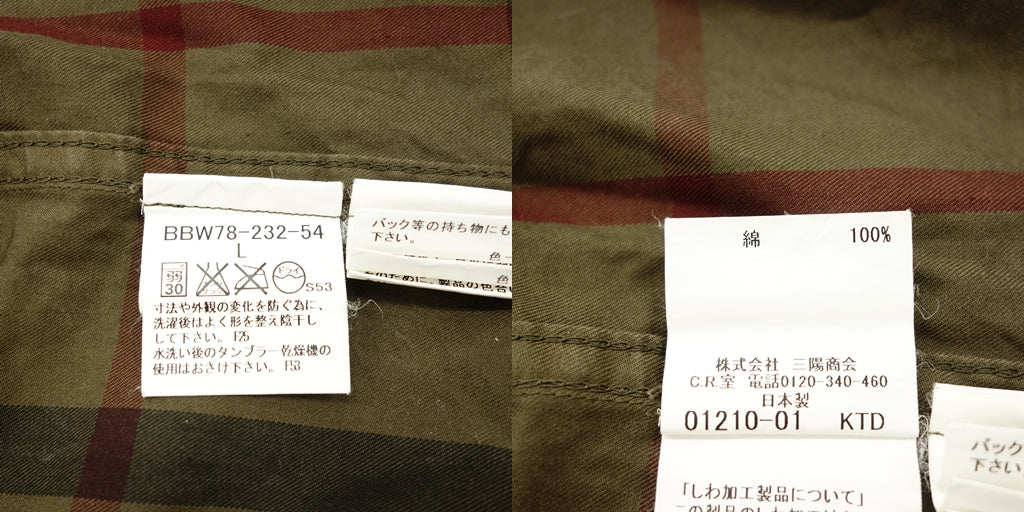 BBW78-232-54
L
弱
30
ドライ
S53
寸法や外観の変化を防ぐ為に、
洗濯後はよく形を整え陰干し
して下さい。 F25
水洗い後のタンブラー乾燥機の
使用はおさけ下さい。 F53
バック等の持ち物にも
下さい。
綿 100%
株式会社 三陽商会
C.R.室 電話0120-340-460
日本製
01210-01 KTD
「しわ加工製品について」
バック
下さい